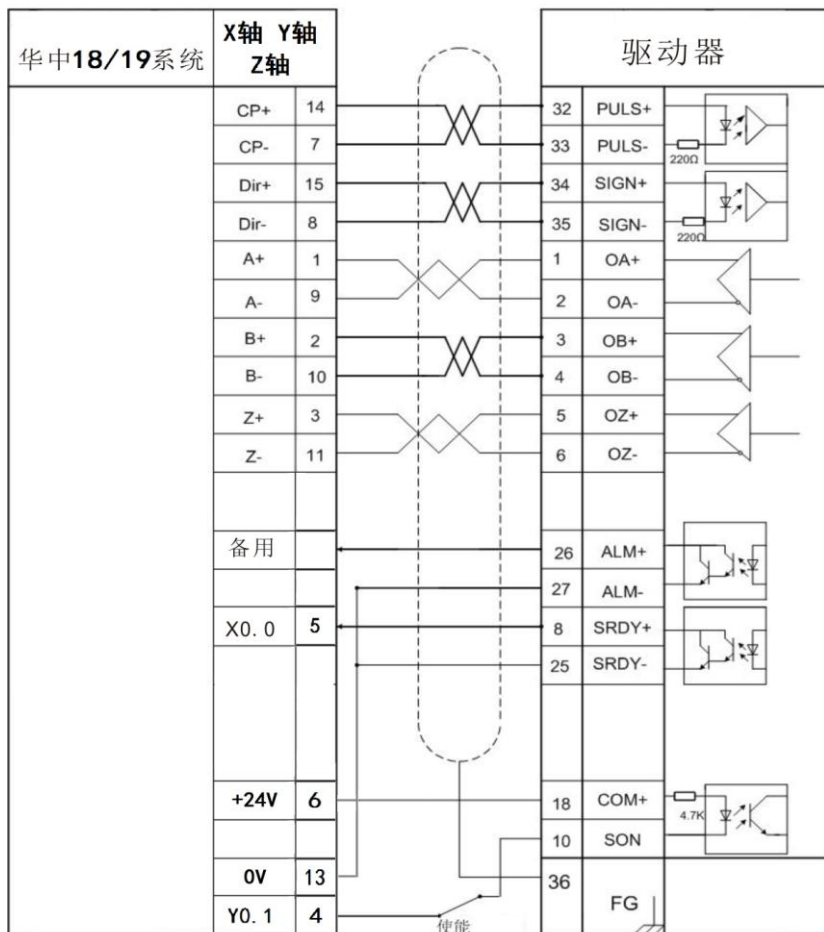 华中18/19系统
X轴 Y轴
Z轴
驱动器
CP+ 14 32 PULS+
CP- 7 33 PULS-
220Ω
Dir+ 15 34 SIGN+
Dir- 8 35 SIGN-
220Ω
A+ 1 1 OA+
A- 9 2 OA-
B+ 2 3 OB+
B- 10 4 OB-
Z+ 3 5 OZ+
Z- 11 6 OZ-
备用 26 ALM+
27 ALM-
X0.0 5 8 SRDY+
25 SRDY-
+24V 6 18 COM+
4.7K
10 SON
0V 13 36
FG
Y0.1 4 使能